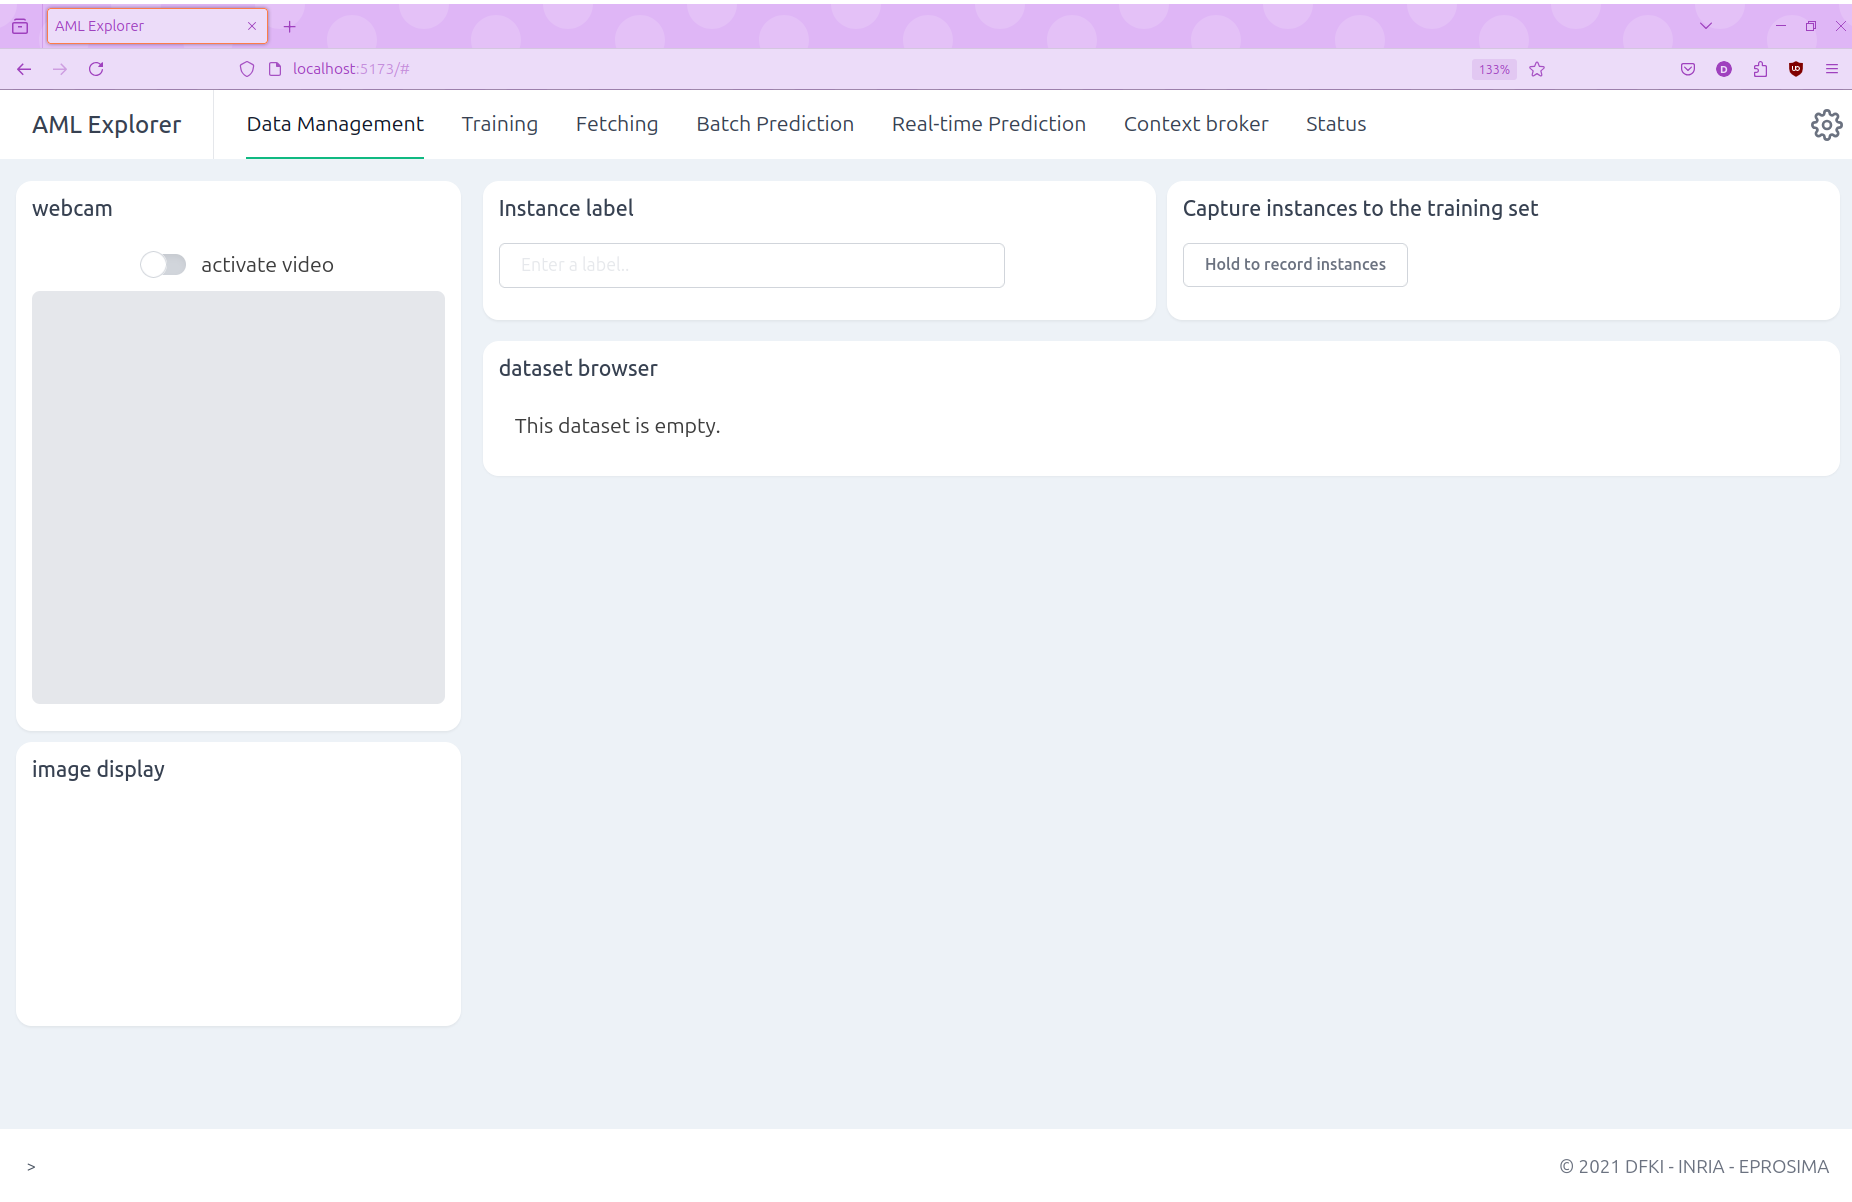 AML Explorer
localhost:5173/#
133%
AML Explorer
Data Management
Training
Fetching
Batch Prediction
Real-time Prediction
Context broker
Status
webcam
activate video
Instance label
Enter a label..
Capture instances to the training set
Hold to record instances
dataset browser
This dataset is empty.
image display
>
© 2021 DFKI - INRIA - EPROSIMA